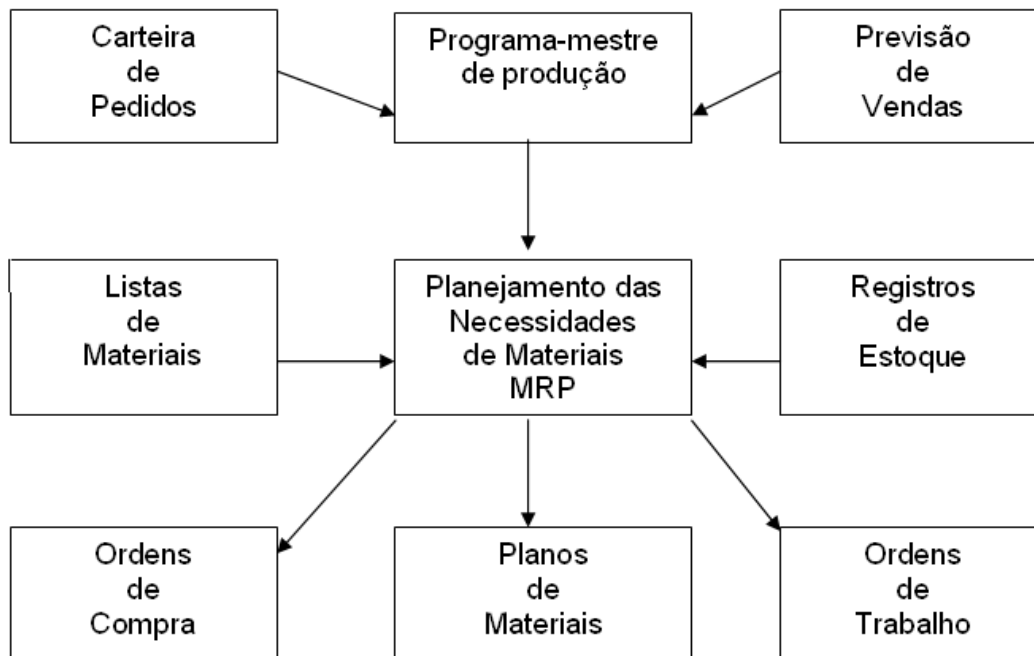 Carteira
de
Pedidos
Programa-mestre
de produção
Previsão
de
Vendas
Listas
de
Materiais
Planejamento das
Necessidades
de Materiais
MRP
Registros
de
Estoque
Ordens
de
Compra
Planos
de
Materiais
Ordens
de
Trabalho